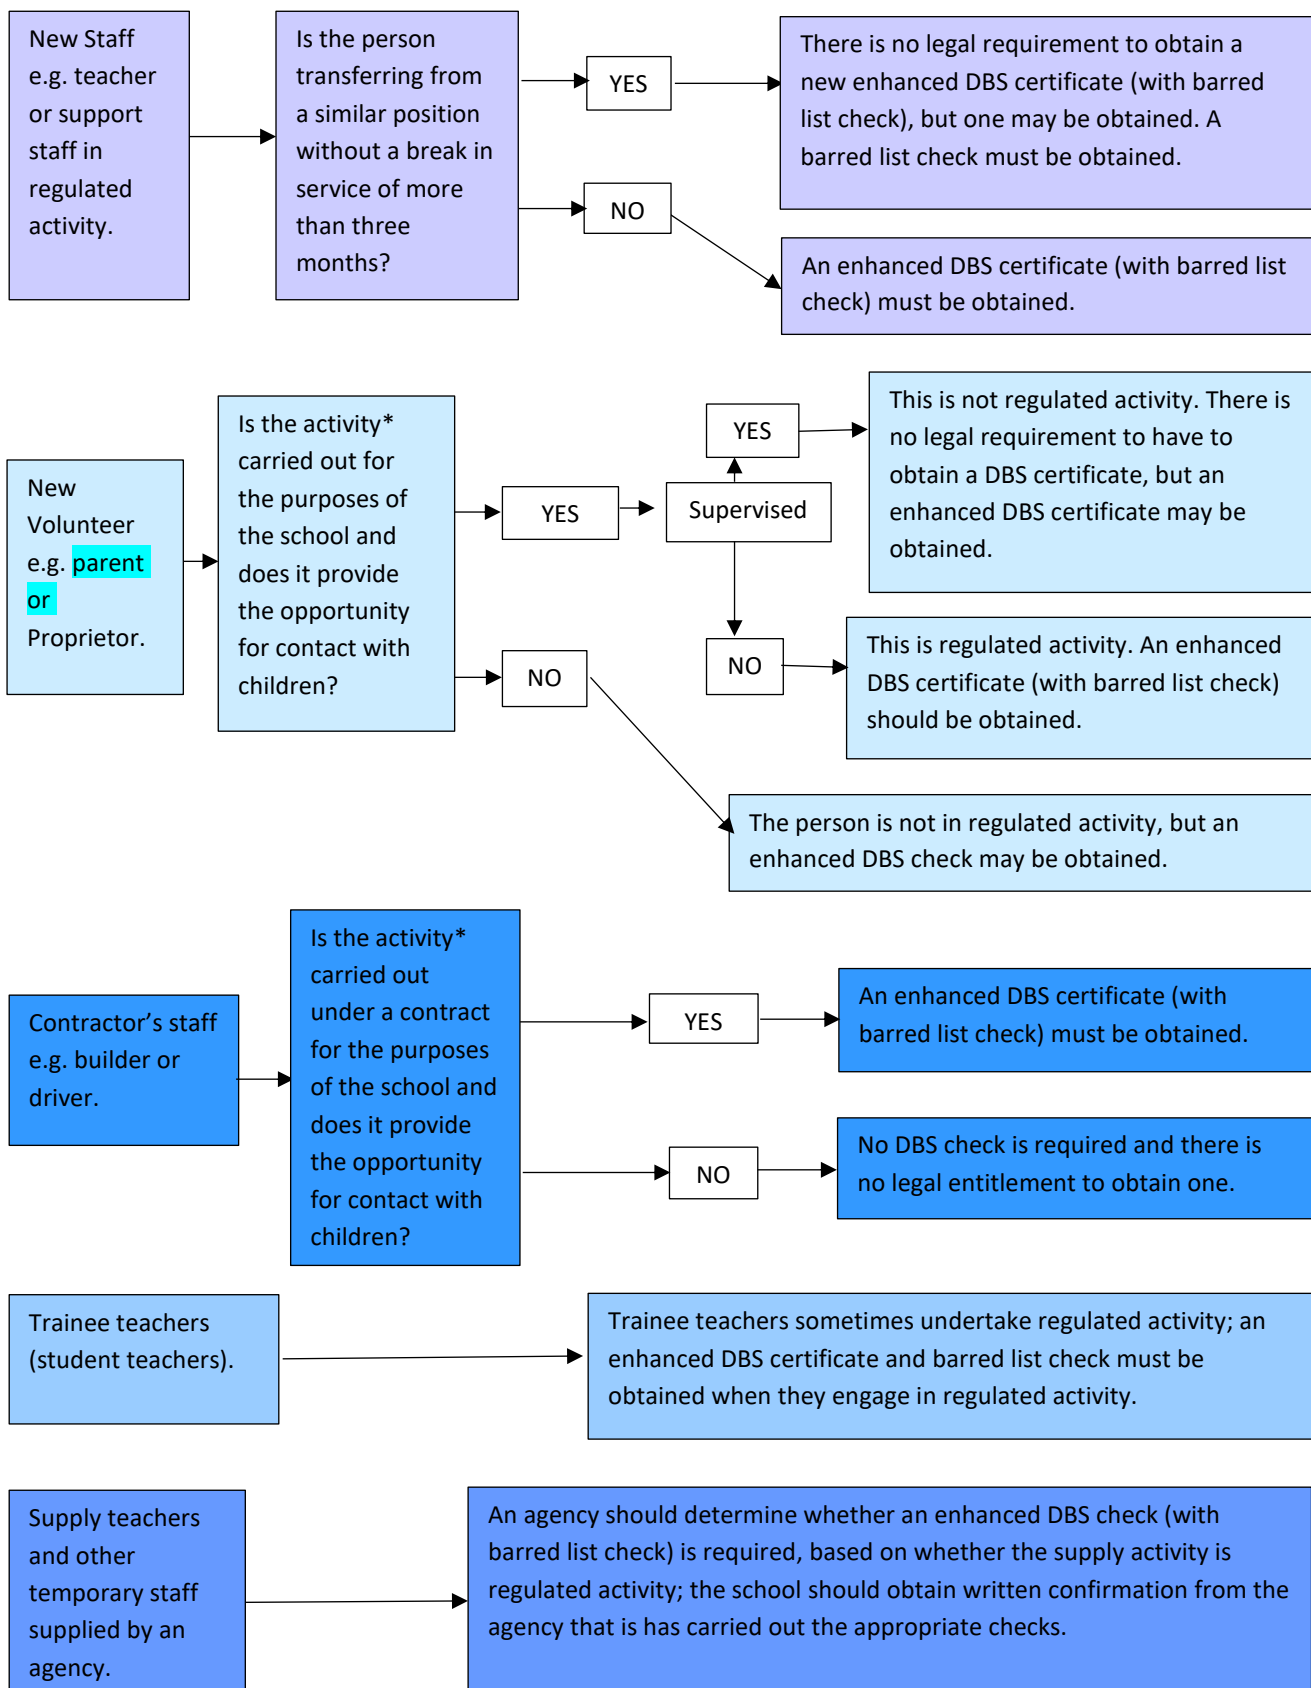 New Staff
e.g. teacher
or support
staff in
regulated
activity.
Is the person
transferring from
a similar position
without a break in
service of more
than three
months?
YES
NO
There is no legal requirement to obtain a
new enhanced DBS certificate (with barred
list check), but one may be obtained. A
barred list check must be obtained.
An enhanced DBS certificate (with barred list
check) must be obtained.
New
Volunteer
e.g. parent
or
Proprietor.
Is the activity*
carried out for
the purposes of
the school and
does it provide
the opportunity
for contact with
children?
YES
NO
Supervised
YES
NO
This is not regulated activity. There is
no legal requirement to have to
obtain a DBS certificate, but an
enhanced DBS certificate may be
obtained.
This is regulated activity. An enhanced
DBS certificate (with barred list check)
should be obtained.
The person is not in regulated activity, but an
enhanced DBS check may be obtained.
Contractor’s staff
e.g. builder or
driver.
Is the activity*
carried out
under a contract
for the purposes
of the school and
does it provide
the opportunity
for contact with
children?
YES
NO
An enhanced DBS certificate (with
barred list check) must be obtained.
No DBS check is required and there is
no legal entitlement to obtain one.
Trainee teachers
(student teachers).
Trainee teachers sometimes undertake regulated activity; an
enhanced DBS certificate and barred list check must be
obtained when they engage in regulated activity.
Supply teachers
and other
temporary staff
supplied by an
agency.
An agency should determine whether an enhanced DBS check (with
barred list check) is required, based on whether the supply activity is
regulated activity; the school should obtain written confirmation from the
agency that is has carried out the appropriate checks.